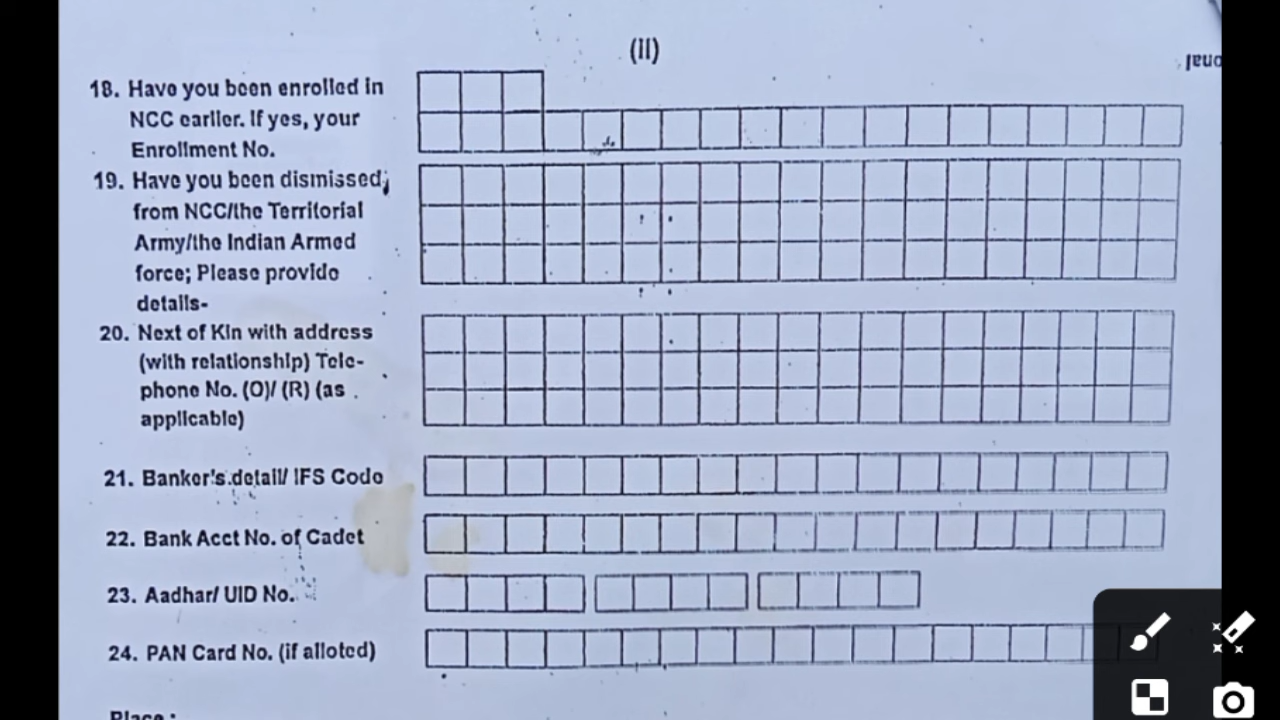 (II)
18. Have you been enrolled in
NCC earlier. If yes, your
Enrollment No.
19. Have you been dismissed,
from NCC/the Territorial
Army/the Indian Armed
force; Please provide
details-
20. Next of Kin with address
(with relationship) Tele-
phone No. (O)/ (R) (as
applicable)
21. Banker's detail/ IFS Code
22. Bank Acct No. of Cadet
23. Aadhar/ UID No.
24. PAN Card No. (if alloted)
Place :